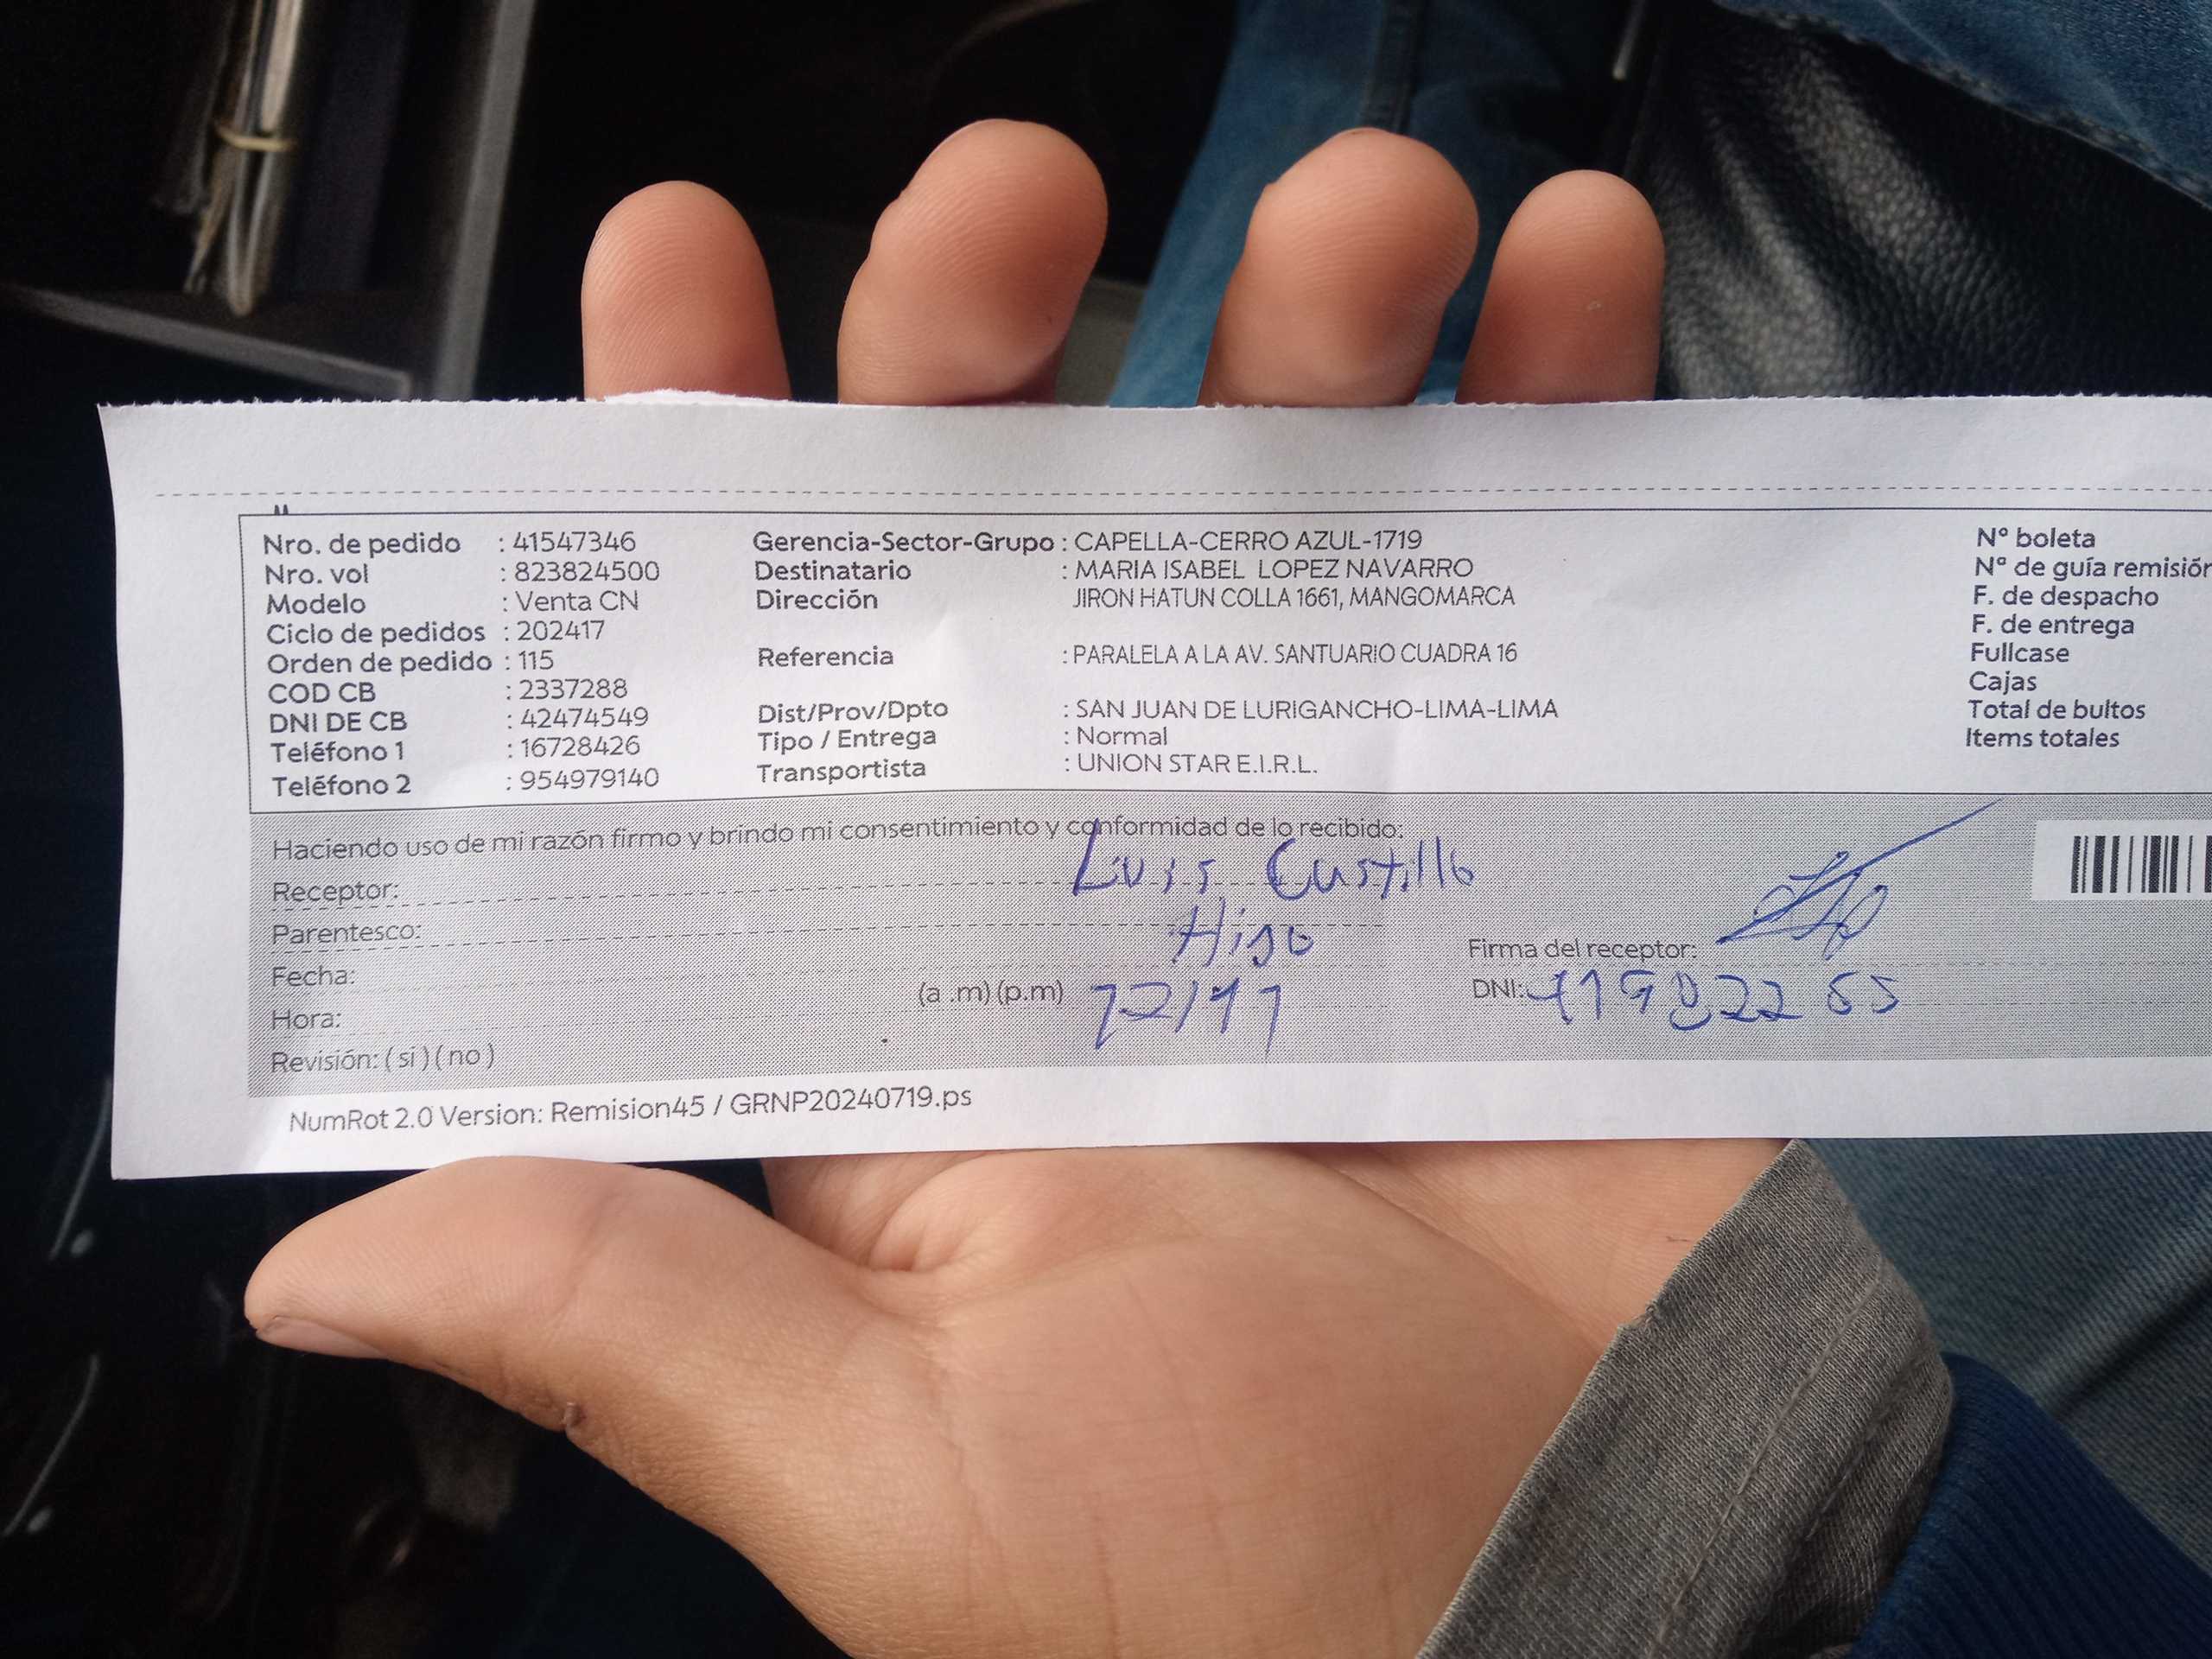 Nro. de pedido : 41547346 Gerencia-Sector-Grupo : CAPELLA-CERRO AZUL-1719 Nº boleta
Nro. vol : 823824500 Destinatario : MARIA ISABEL LOPEZ NAVARRO Nº de guía remisión
Modelo : Venta CN Dirección JIRON HATUN COLLA 1661, MANGOMARCA F. de despacho
Ciclo de pedidos : 202417 F. de entrega
Orden de pedido : 115 Referencia : PARALELA A LA AV. SANTUARIO CUADRA 16 Fullcase
COD CB : 2337288 Cajas
DNI DE CB : 42474549 Dist/Prov/Dpto : SAN JUAN DE LURIGANCHO-LIMA-LIMA Total de bultos
Teléfono 1 : 16728426 Tipo / Entrega : Normal Items totales
Teléfono 2 : 954979140 Transportista : UNION STAR E.I.R.L.
Haciendo uso de mi razón firmo y brindo mi consentimiento y conformidad de lo recibido:
Receptor: Luis Castillo
Parentesco: Hijo
Fecha: Firma del receptor:
Hora: (a .m) (p.m) 12/11 DNI:
Revisión: ( si ) ( no )
NumRot 2.0 Version: Remision45 / GRNP20240719.ps